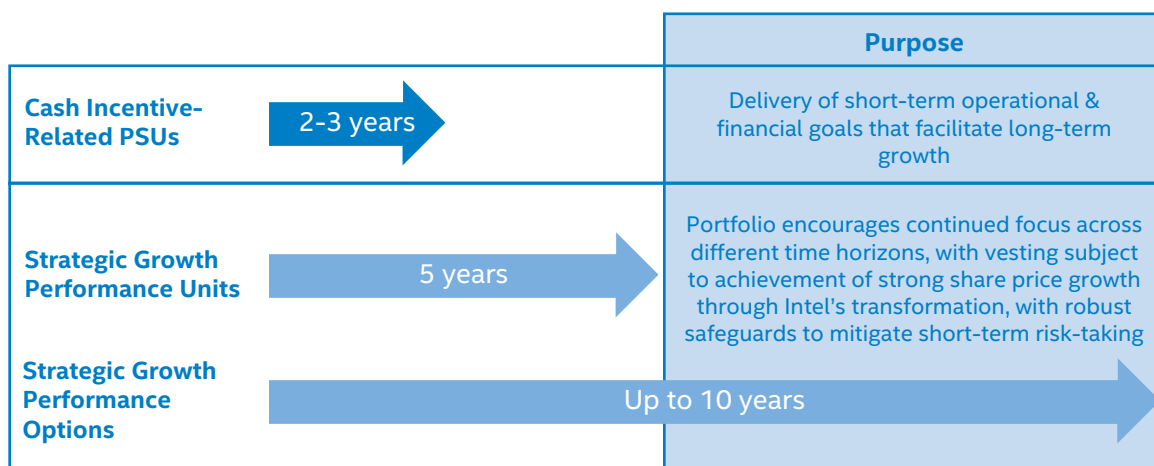 Purpose
Cash Incentive-
Related PSUs
2-3 years
Delivery of short-term operational &
financial goals that facilitate long-term
growth
Strategic Growth
Performance Units
5 years
Portfolio encourages continued focus across
different time horizons, with vesting subject
to achievement of strong share price growth
through Intel’s transformation, with robust
safeguards to mitigate short-term risk-taking
Strategic Growth
Performance
Options
Up to 10 years